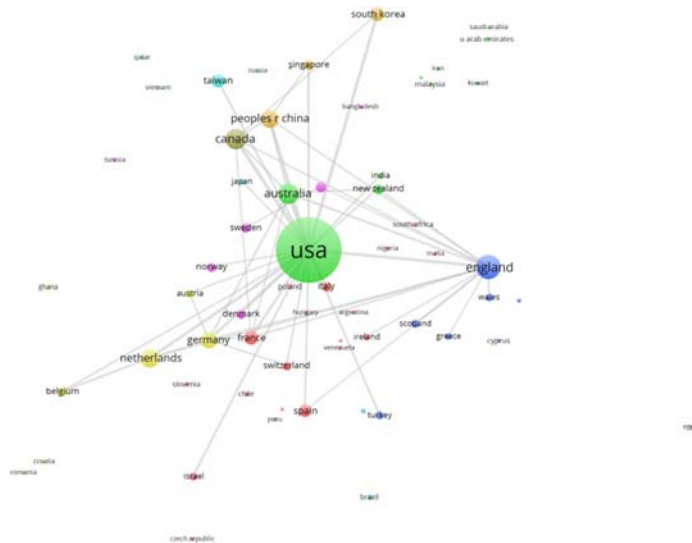 south korea
saudi arabia
u arab emirates
qatar
russia
singapore
iran
taiwan
malaysia
kuwait
vietnam
bangladesh
peoples r china
canada
tunisia
india
japan
australia
new zealand
sweden
south africa
usa
nigeria
malta
norway
england
ghana
austria
poland
italy
wales
denmark
hungary
argentina
scotland
germany
france
ireland
greece
cyprus
venezuela
netherlands
switzerland
belgium
slovenia
chile
spain
peru
turkey
croatia
romania
israel
brazil
czech republic